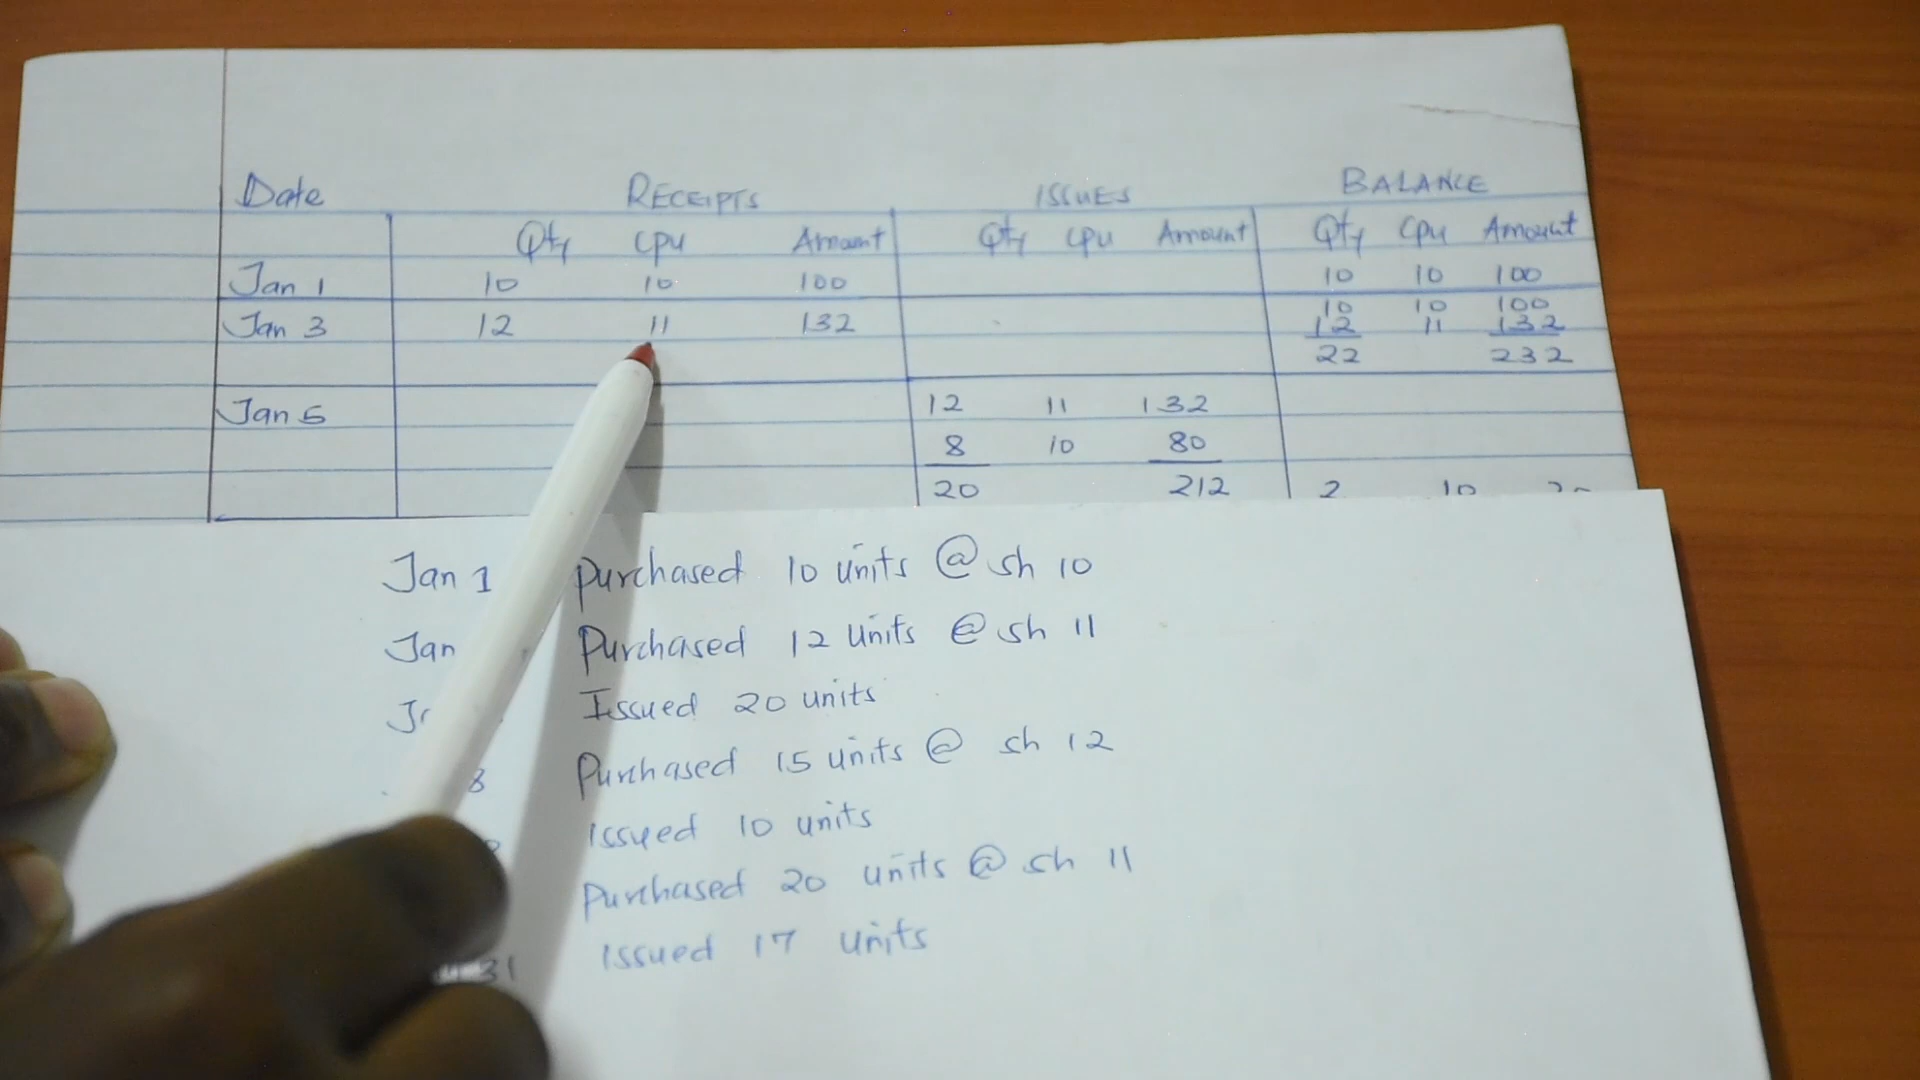 Date RECEIPTS ISSUES BALANCE
Qty cpu Amount Qty cpu Amount Qty cpu Amount
Jan 1 10 10 100 10 10 100
10 10 100
Jan 3 12 11 132 12 11 132
22 232
Jan 5 12 11 132
8 10 80
20 212 2 10
Jan 1 purchased 10 units @ sh 10
Jan Purchased 12 units @ sh 11
Issued 20 units
8 Purchased 15 units @ sh 12
Issued 10 units
Purchased 20 units @ sh 11
31 Issued 17 units